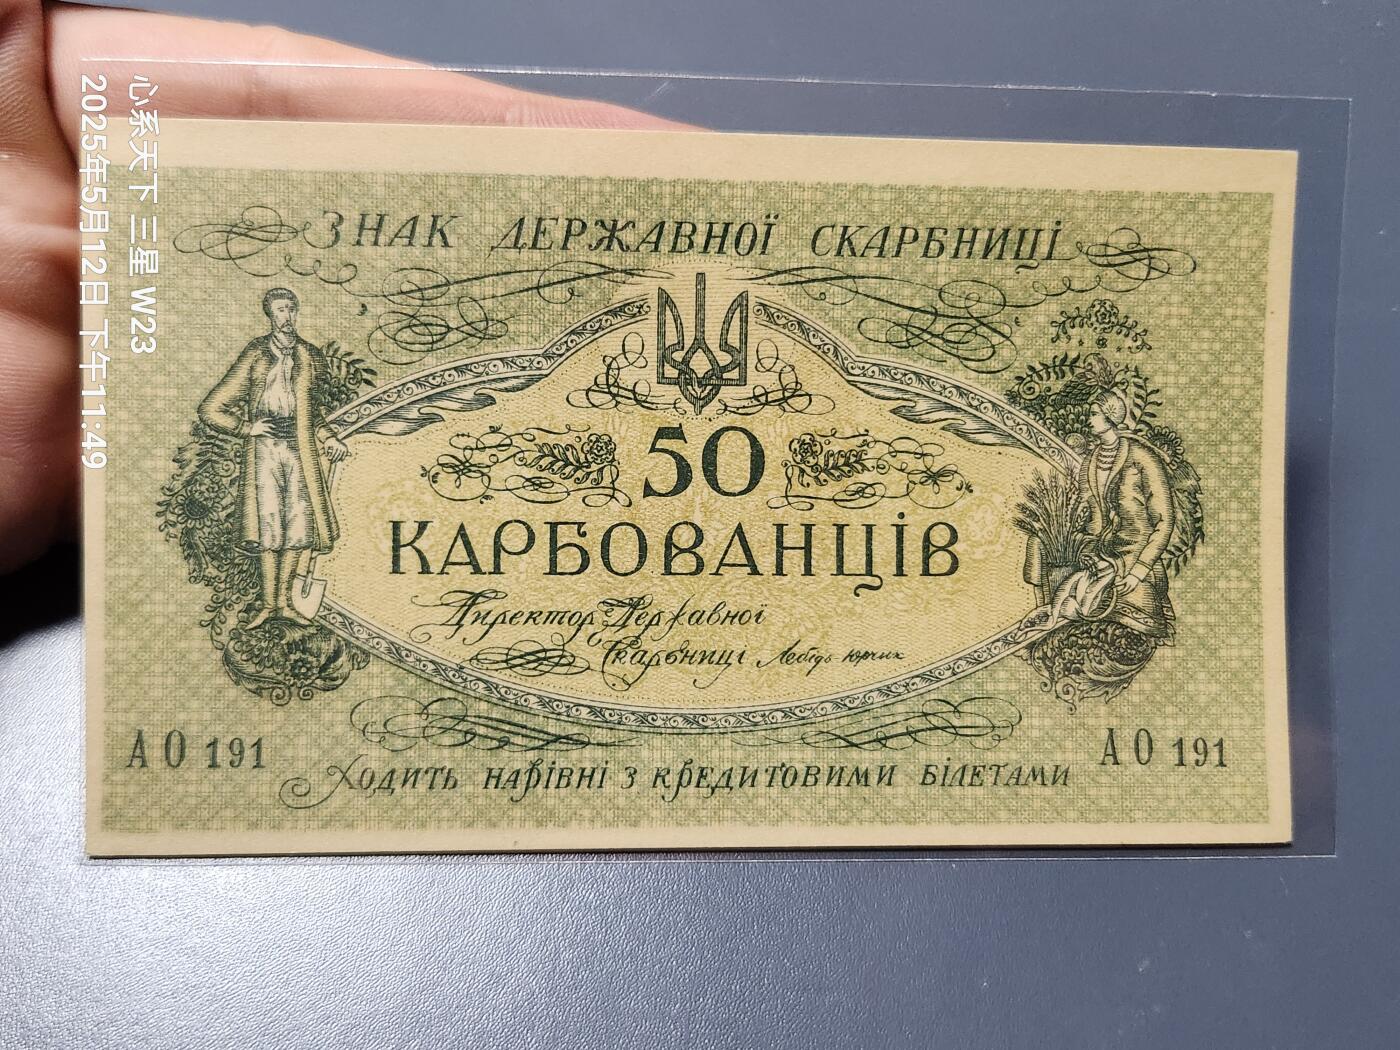 心系天下 三星 W23
2025年5月12日 下午11:49
ЗНАК ДЕРЖАВНОЇ СКАРБНИЦІ
50
КАРБОВАНЦІВ
Директор Державної
Скарбниці Лебідь-Юрчик
АО 191
АО 191
Ходить нарівні з кредитовими білетами